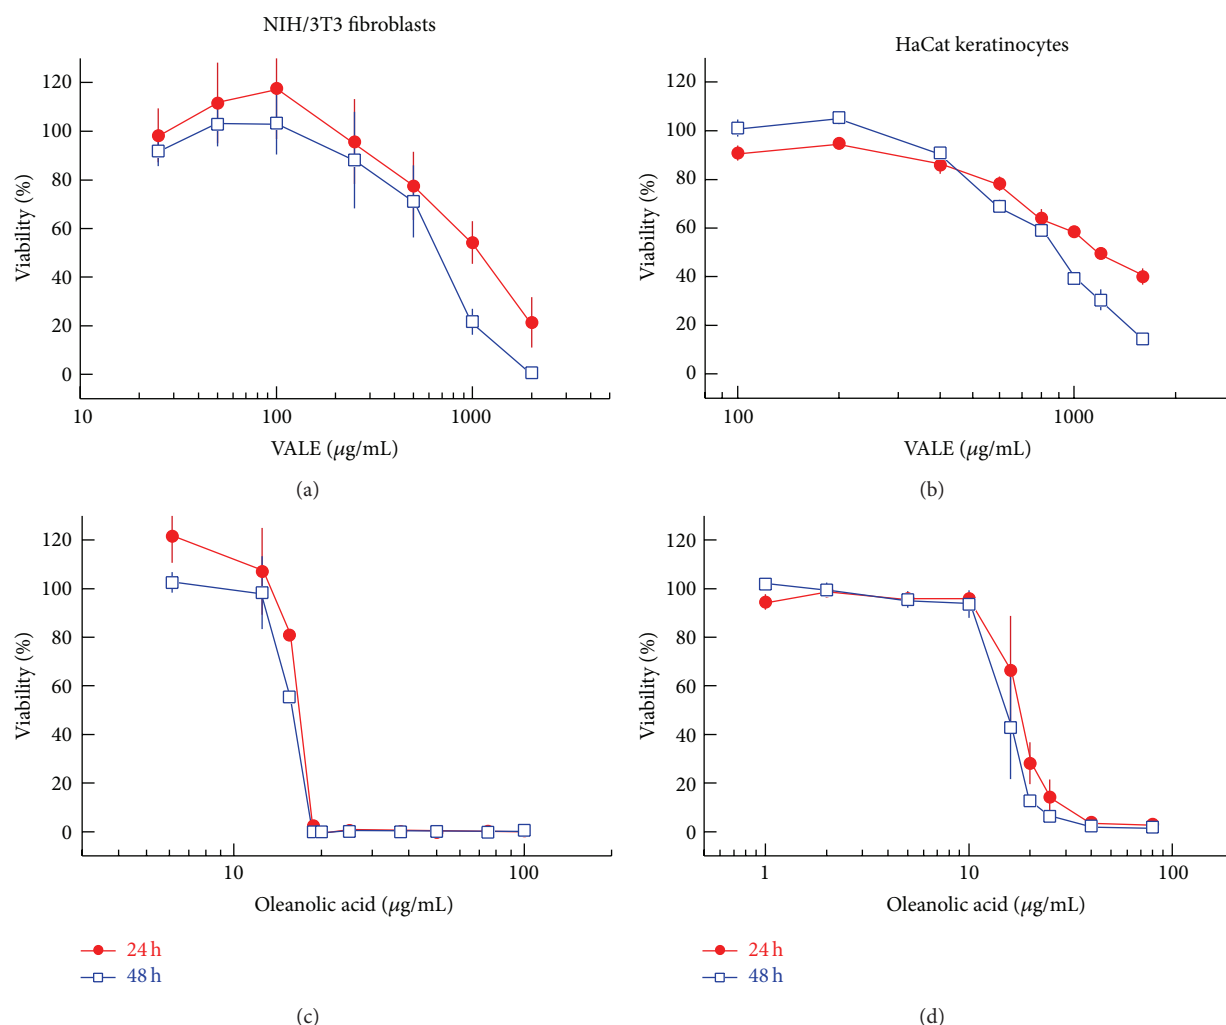 NIH/3T3 fibroblasts
HaCat keratinocytes
120
100
80
60
40
20
0
Viability (%)
10
100
1000
VALE (μg/mL)
(a)
120
100
80
60
40
20
0
Viability (%)
100
1000
VALE (μg/mL)
(b)
120
100
80
60
40
20
0
Viability (%)
10
100
Oleanolic acid (μg/mL)
24 h
48 h
(c)
120
100
80
60
40
20
0
Viability (%)
1
10
100
Oleanolic acid (μg/mL)
24 h
48 h
(d)